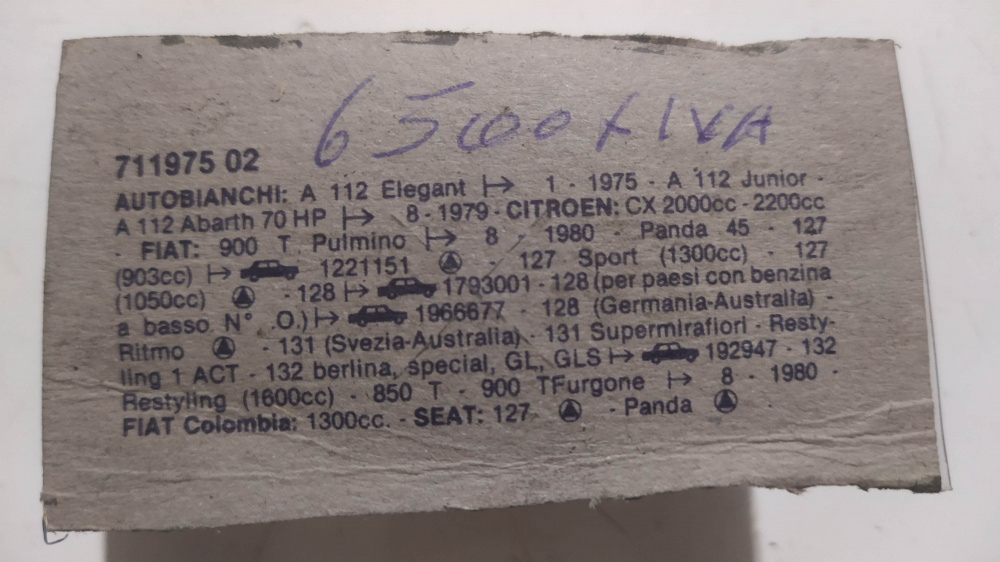 65000 + IVA
711975 02
AUTOBIANCHI: A 112 Elegant ↦ 1 - 1975 - A 112 Junior -
A 112 Abarth 70 HP ↦ 8 - 1979 - CITROEN: CX 2000cc - 2200cc
- FIAT: 900 T Pulmino ↦ 8 - 1980 - Panda 45 - 127
(903cc) ↦ 1221151 - 127 Sport (1300cc) - 127
(1050cc) - 128 ↦ 1793001 - 128 (per paesi con benzina
a basso N° .O.) ↦ 1966677 - 128 (Germania-Australia) -
Ritmo - 131 (Svezia-Australia) - 131 Supermirafiori - Resty-
ling 1 ACT - 132 berlina, special, GL, GLS ↦ 192947 - 132
Restyling (1600cc) - 850 T - 900 TFurgone ↦ 8 - 1980 -
FIAT Colombia: 1300cc. - SEAT: 127 - Panda